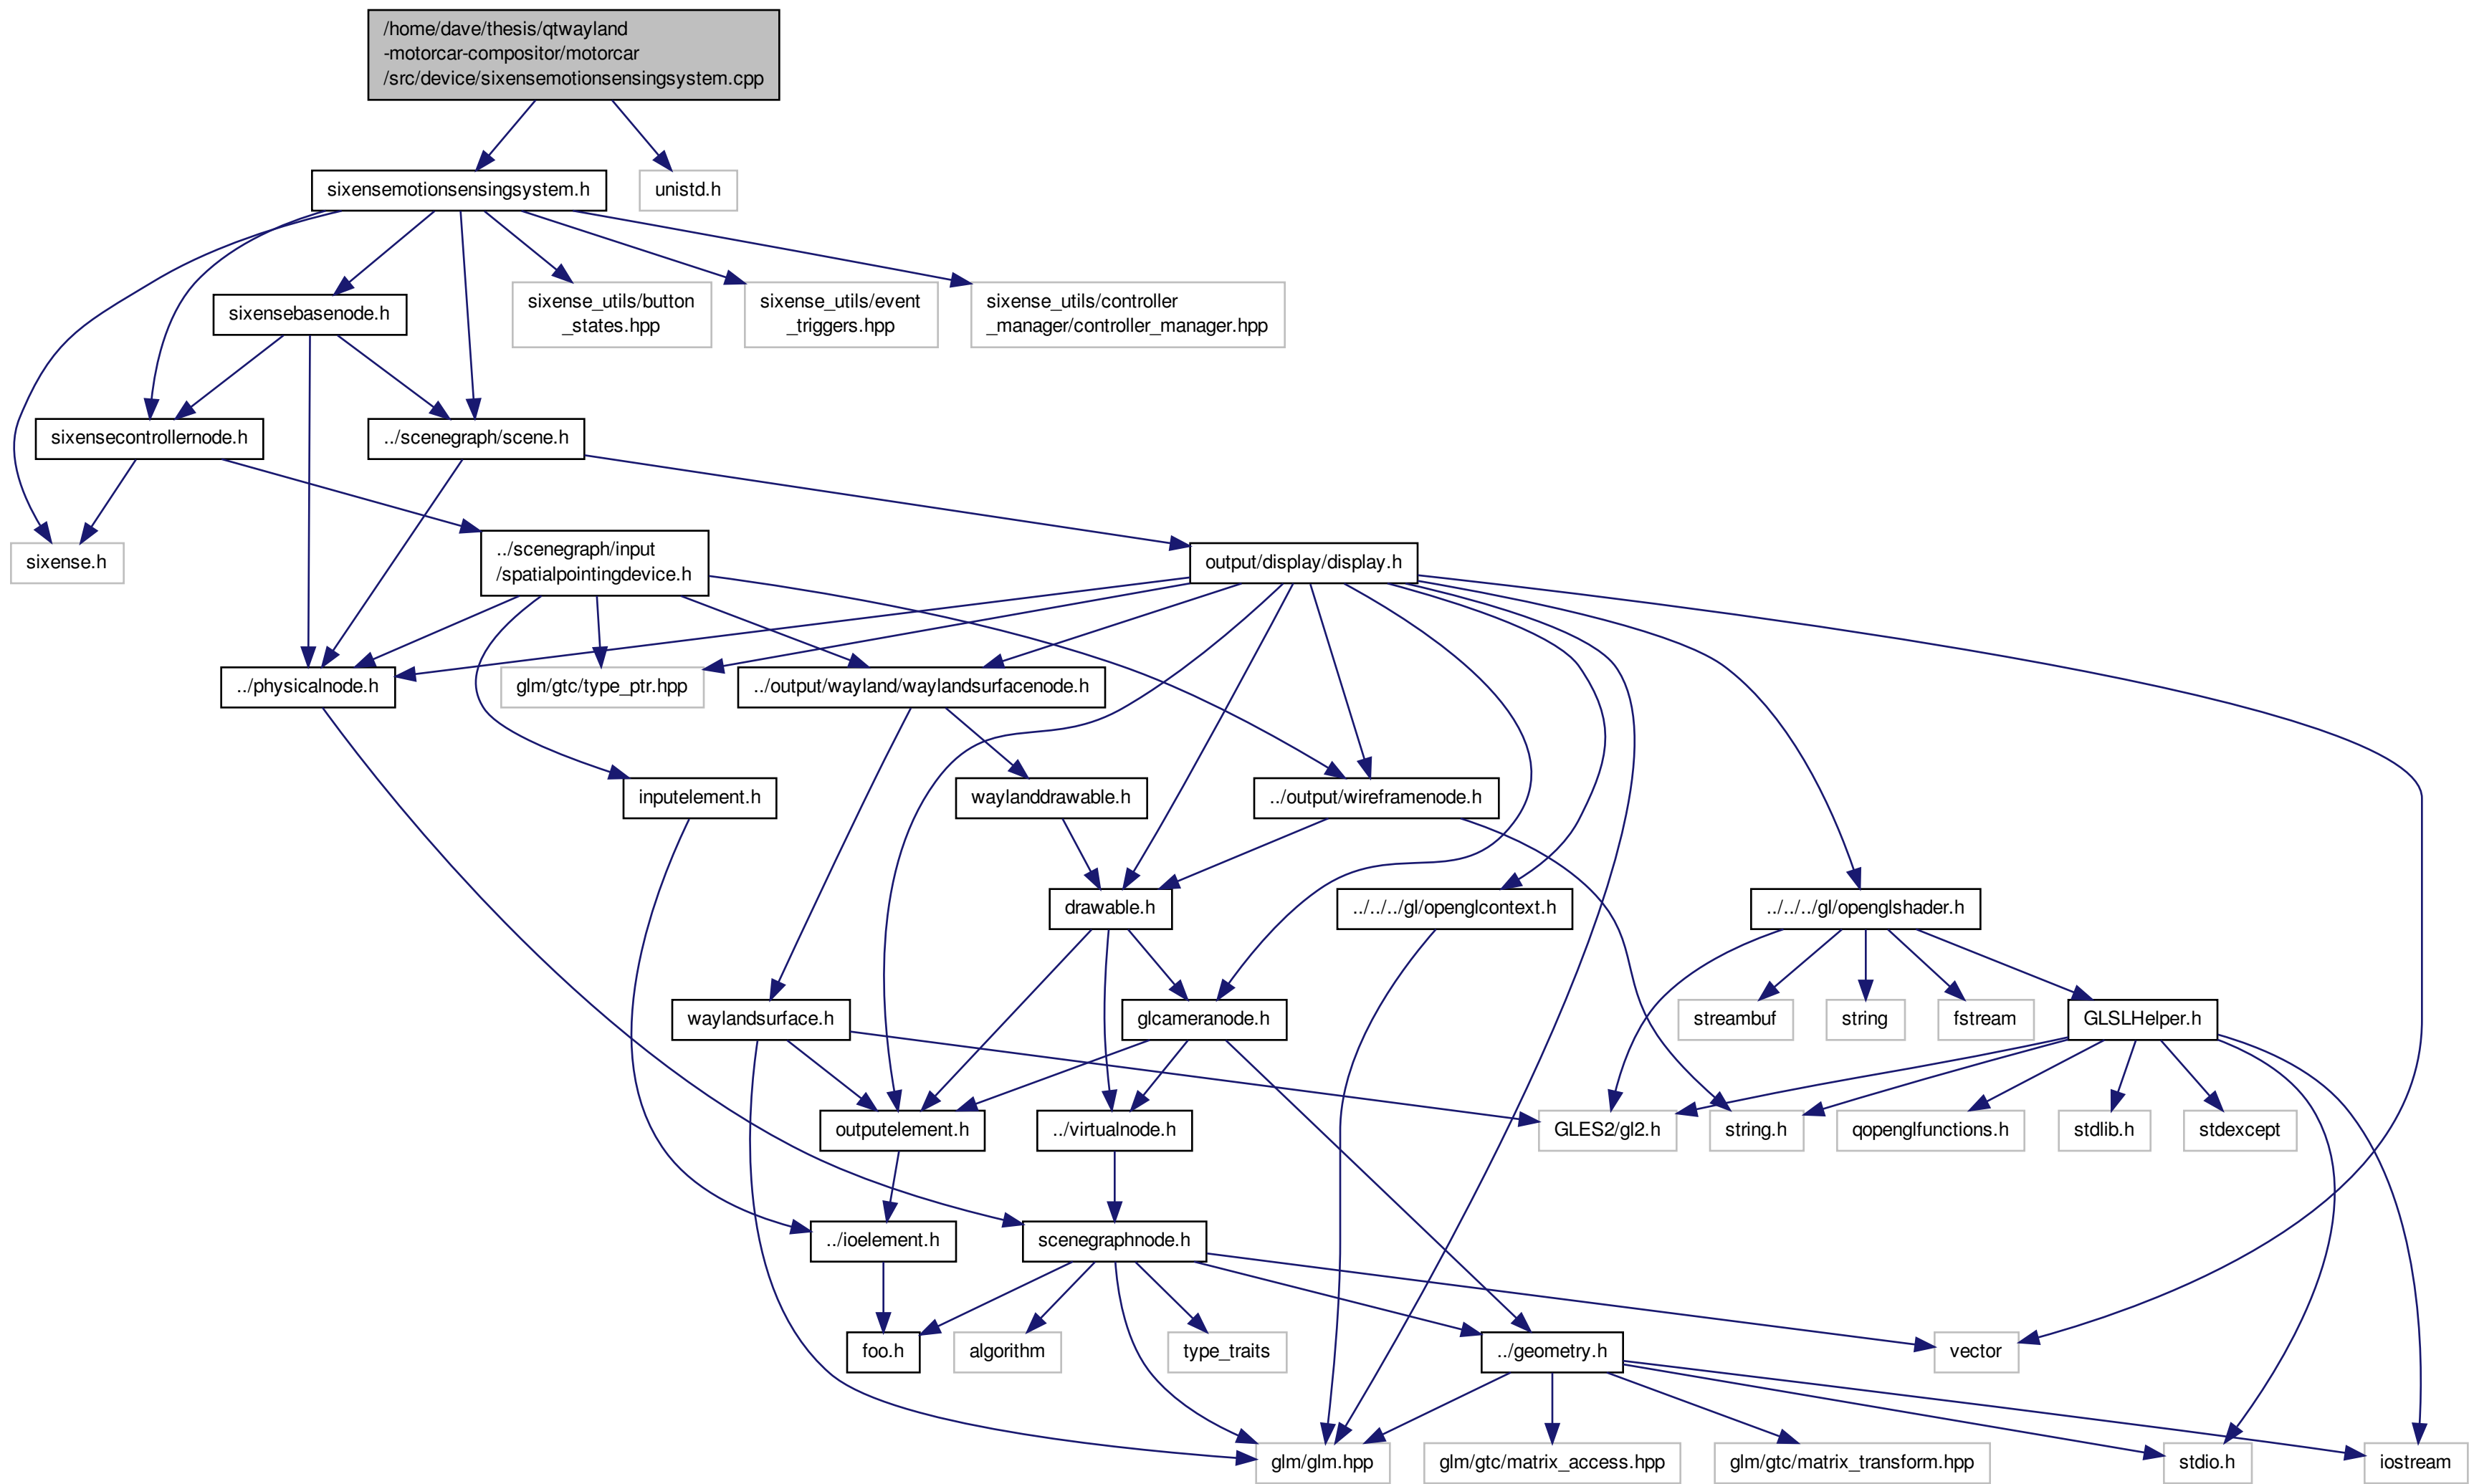 /home/dave/thesis/qtwayland
-motorcar-compositor/motorcar
/src/device/sixensemotionsensingsystem.cpp
sixensemotionsensingsystem.h
unistd.h
sixensebasenode.h
sixense_utils/button
_states.hpp
sixense_utils/event
_triggers.hpp
sixense_utils/controller
_manager/controller_manager.hpp
sixensecontrollernode.h
../scenegraph/scene.h
sixense.h
../scenegraph/input
/spatialpointingdevice.h
output/display/display.h
../physicalnode.h
glm/gtc/type_ptr.hpp
../output/wayland/waylandsurfacenode.h
inputelement.h
waylanddrawable.h
../output/wireframenode.h
drawable.h
../../../gl/openglcontext.h
../../../gl/openglshader.h
waylandsurface.h
glcameranode.h
streambuf
string
fstream
GLSLHelper.h
outputelement.h
../virtualnode.h
GLES2/gl2.h
string.h
qopenglfunctions.h
stdlib.h
stdexcept
../ioelement.h
scenegraphnode.h
foo.h
algorithm
type_traits
../geometry.h
vector
glm/glm.hpp
glm/gtc/matrix_access.hpp
glm/gtc/matrix_transform.hpp
stdio.h
iostream